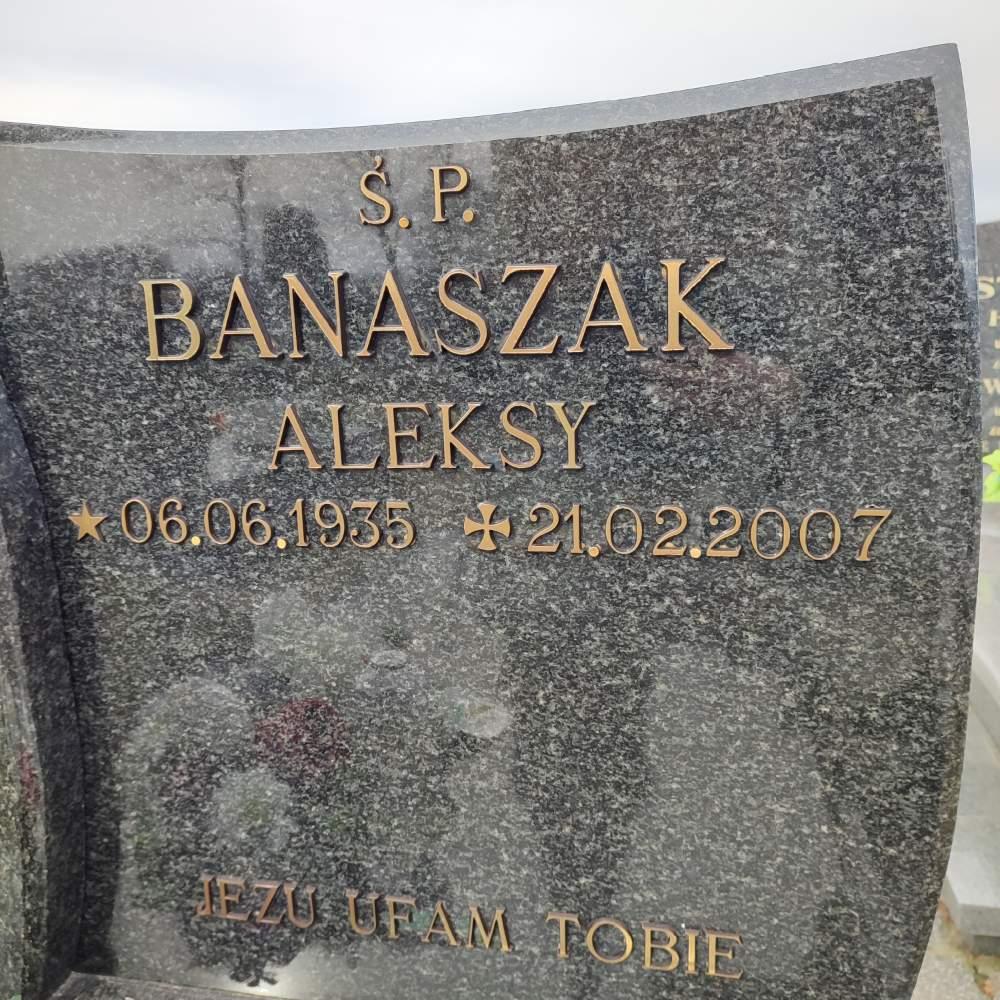 Ś. P.
BANASZAK
ALEKSY
★ 06.06.1935 ✠ 21.02.2007
JEZU UFAM TOBIE